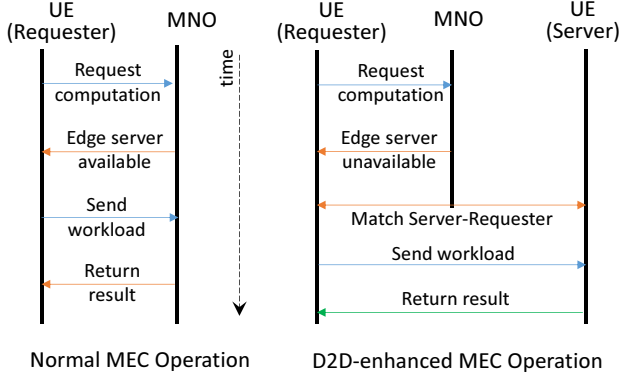 UE
(Requester)
MNO
Request
computation
Edge server
available
Send
workload
Return
result
time
Normal MEC Operation
UE
(Requester)
MNO
UE
(Server)
Request
computation
Edge server
unavailable
Match Server-Requester
Send workload
Return result
D2D-enhanced MEC Operation